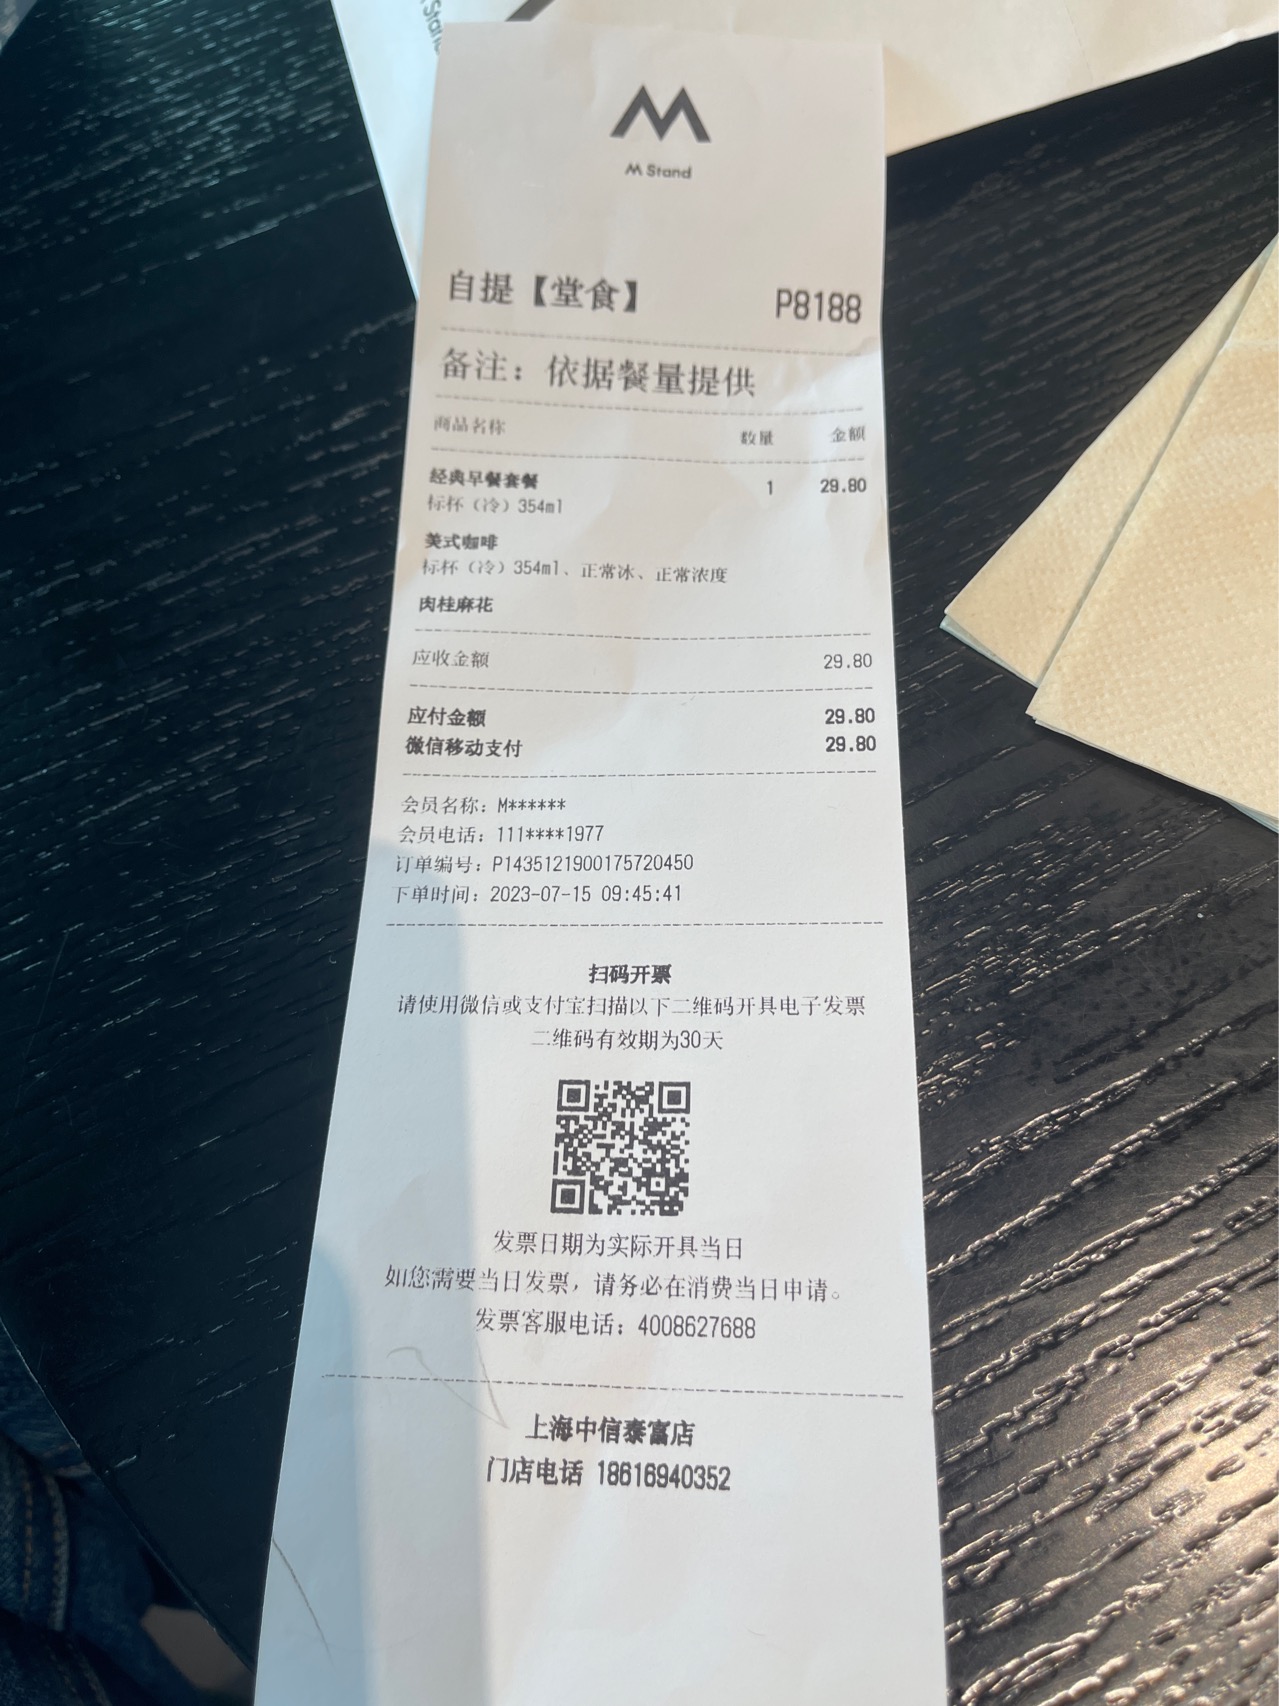 M Stand
自提【堂食】 P8188
备注：依据餐量提供
商品名称 数量 金额
经典早餐套餐 1 29.80
标杯（冷）354ml
美式咖啡
标杯（冷）354ml、正常冰、正常浓度
肉桂麻花
应收金额 29.80
应付金额 29.80
微信移动支付 29.80
会员名称：M******
会员电话：111****1977
订单编号：P1435121900175720450
下单时间：2023-07-15 09:45:41
扫码开票
请使用微信或支付宝扫描以下二维码开具电子发票
二维码有效期为30天
发票日期为实际开具当日
如您需要当日发票，请务必在消费当日申请。
发票客服电话：4008627688
上海中信泰富店
门店电话 18616940352